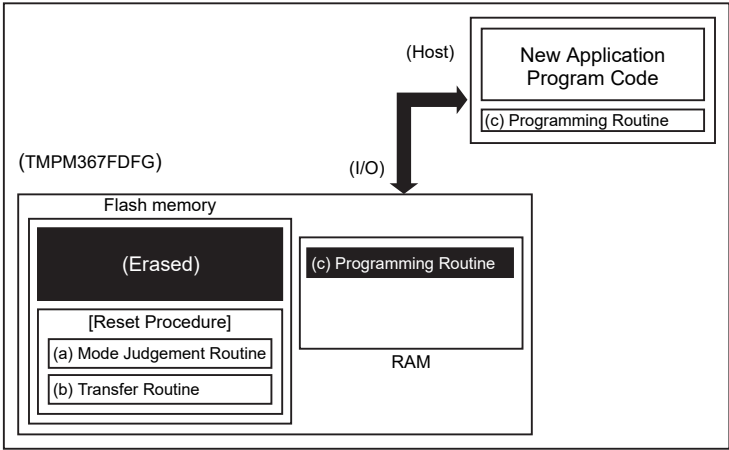 (Host)
New Application
Program Code
(c) Programming Routine
(I/O)
(TMPM367FDFG)
Flash memory
(Erased)
[Reset Procedure]
(a) Mode Judgement Routine
(b) Transfer Routine
(c) Programming Routine
RAM